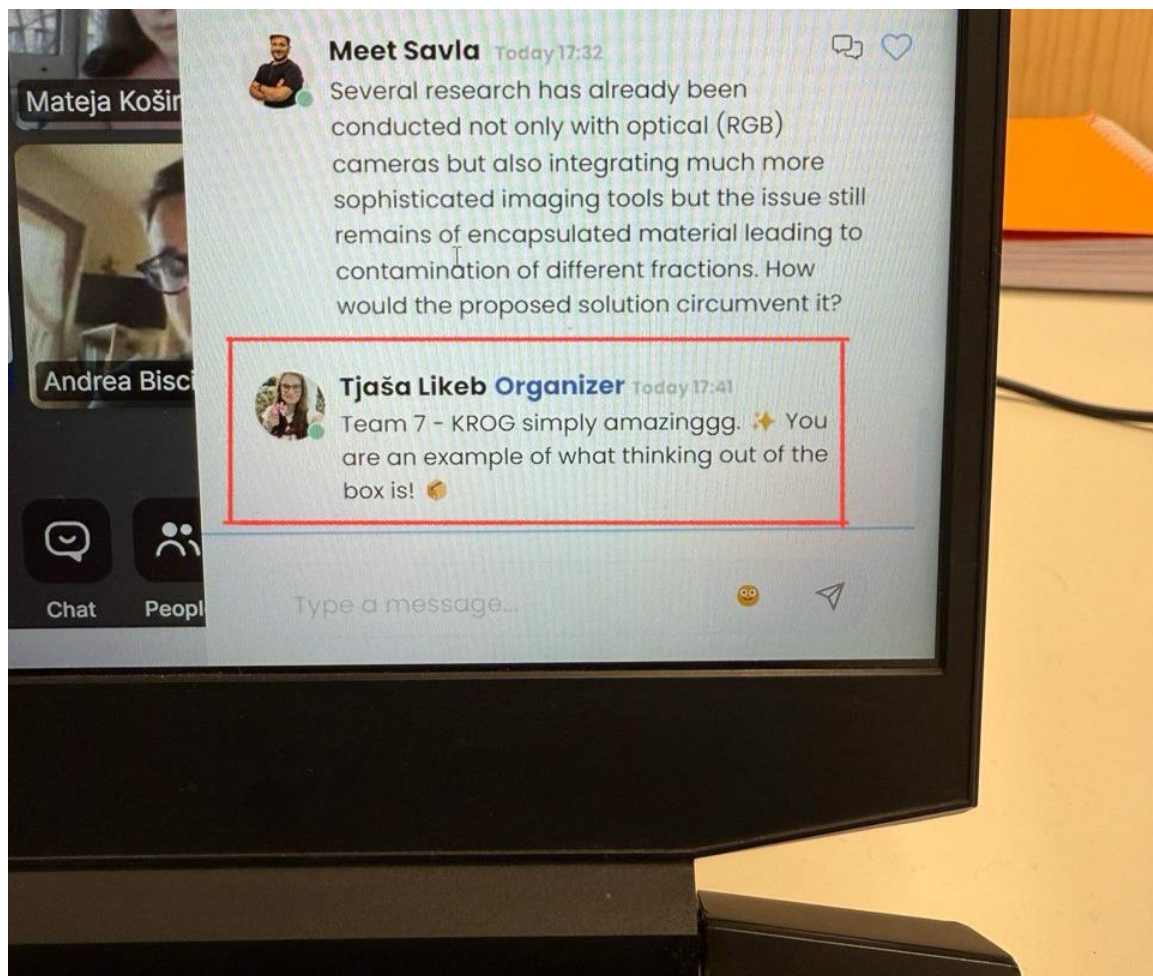 Mateja Košir
Andrea Bisci
Meet Savla Today 17:32
Several research has already been
conducted not only with optical (RGB)
cameras but also integrating much more
sophisticated imaging tools but the issue still
remains of encapsulated material leading to
contamination of different fractions. How
would the proposed solution circumvent it?
Tjaša Likeb Organizer Today 17:41
Team 7 - KROG simply amazinggg. ✨ You
are an example of what thinking out of the
box is! 📦
Type a message...
Chat
Peopl